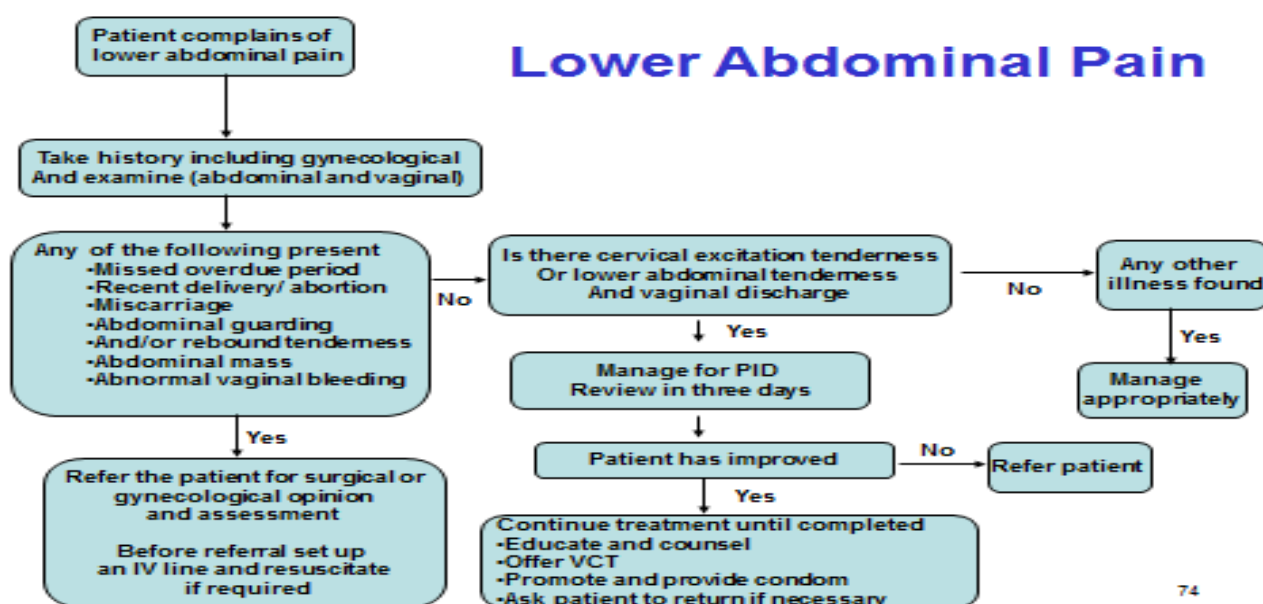 Patient complains of
lower abdominal pain
Lower Abdominal Pain
Take history including gynecological
And examine (abdominal and vaginal)
Any of the following present
•Missed overdue period
•Recent delivery/ abortion
•Miscarriage
•Abdominal guarding
•And/or rebound tenderness
•Abdominal mass
•Abnormal vaginal bleeding
No
Is there cervical excitation tenderness
Or lower abdominal tenderness
And vaginal discharge
No
Any other
illness found
Yes
Manage
appropriately
Yes
Manage for PID
Review in three days
Patient has improved
No
Refer patient
Yes
Continue treatment until completed
•Educate and counsel
•Offer VCT
•Promote and provide condom
•Ask patient to return if necessary
Yes
Refer the patient for surgical or
gynecological opinion
and assessment
Before referral set up
an IV line and resuscitate
if required
74